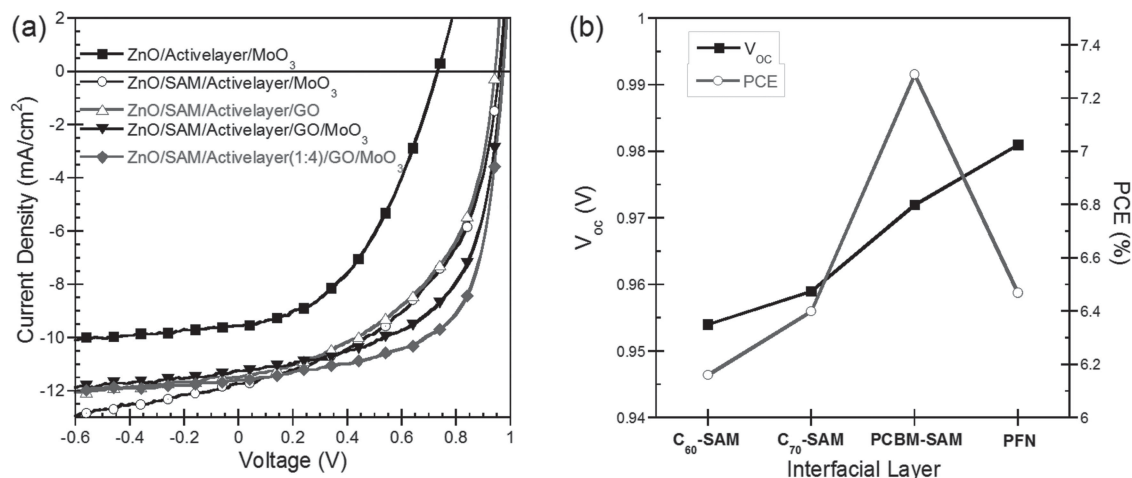 (a)
Current Density (mA/cm²)
2
0
-2
-4
-6
-8
-10
-12
ZnO/Activelayer/MoO₃
ZnO/SAM/Activelayer/MoO₃
ZnO/SAM/Activelayer/GO
ZnO/SAM/Activelayer/GO/MoO₃
ZnO/SAM/Activelayer(1:4)/GO/MoO₃
-0.6 -0.4 -0.2 0 0.2 0.4 0.6 0.8 1
Voltage (V)
(b)
V_oc (V)
1
0.99
0.98
0.97
0.96
0.95
0.94
V_oc
PCE
7.4
7.2
7
6.8
6.6
6.4
6.2
6
PCE (%)
C₆₀-SAM C₇₀-SAM PCBM-SAM PFN
Interfacial Layer